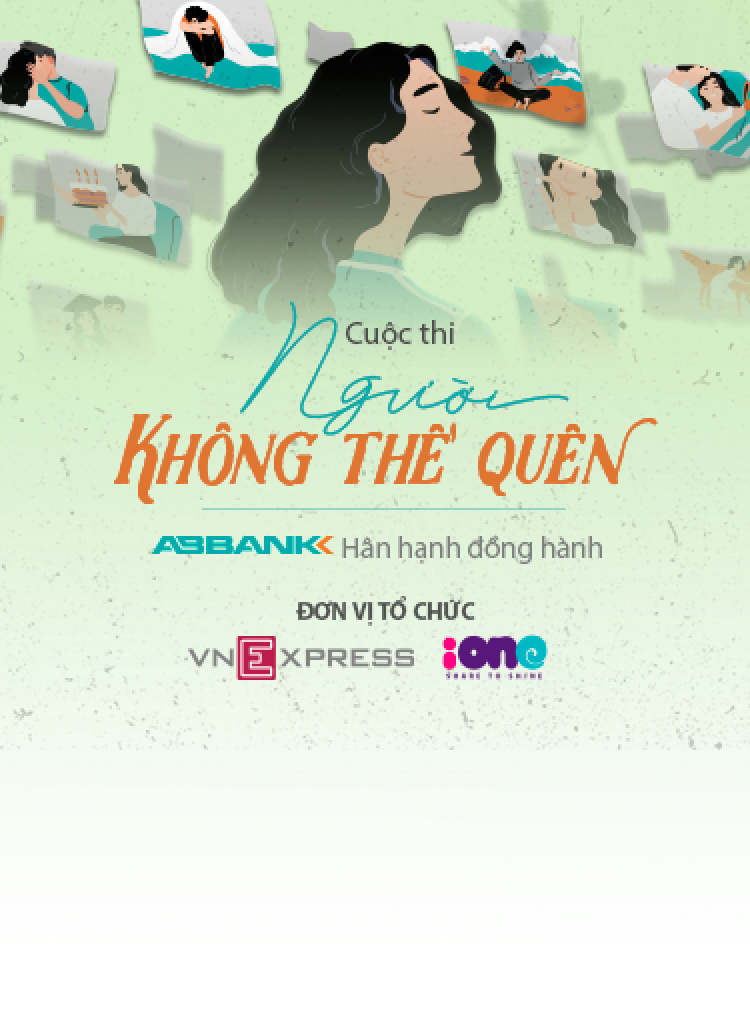 Cuộc thi
Người
KHÔNG THỂ QUÊN
ABBANK Hân hạnh đồng hành
ĐƠN VỊ TỔ CHỨC
VNEXPRESS iOne
SHARE TO SHINE